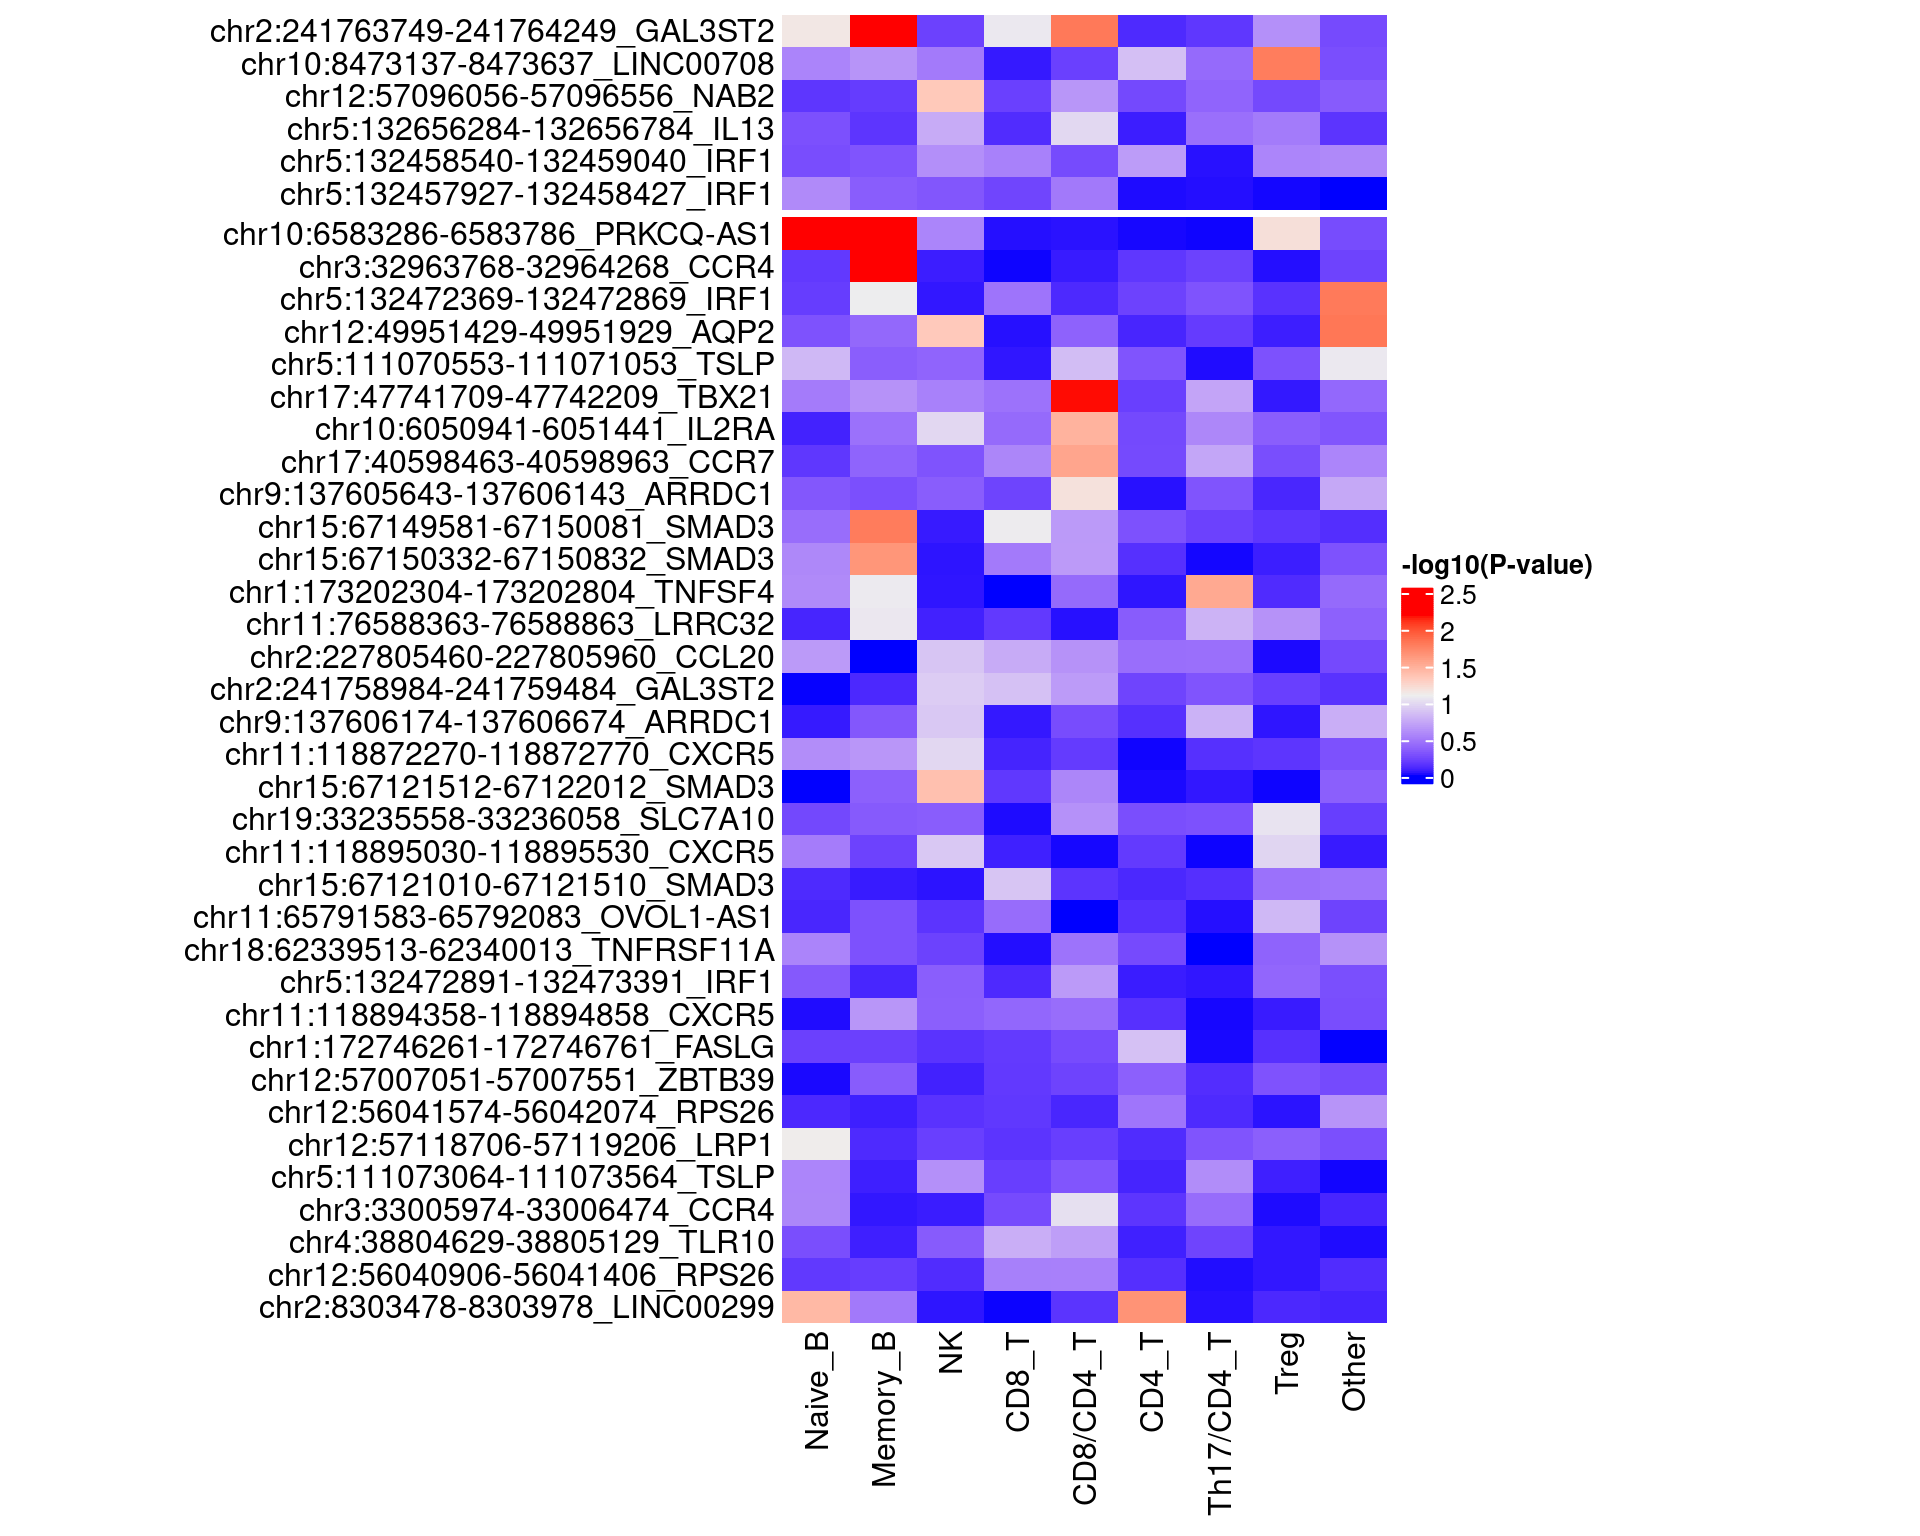 chr2:241763749-241764249_GAL3ST2
chr10:8473137-8473637_LINC00708
chr12:57096056-57096556_NAB2
chr5:132656284-132656784_IL13
chr5:132458540-132459040_IRF1
chr5:132457927-132458427_IRF1
chr10:6583286-6583786_PRKCQ-AS1
chr3:32963768-32964268_CCR4
chr5:132472369-132472869_IRF1
chr12:49951429-49951929_AQP2
chr5:111070553-111071053_TSLP
chr17:47741709-47742209_TBX21
chr10:6050941-6051441_IL2RA
chr17:40598463-40598963_CCR7
chr9:137605643-137606143_ARRDC1
chr15:67149581-67150081_SMAD3
chr15:67150332-67150832_SMAD3
chr1:173202304-173202804_TNFSF4
chr11:76588363-76588863_LRRC32
chr2:227805460-227805960_CCL20
chr2:241758984-241759484_GAL3ST2
chr9:137606174-137606674_ARRDC1
chr11:118872270-118872770_CXCR5
chr15:67121512-67122012_SMAD3
chr19:33235558-33236058_SLC7A10
chr11:118895030-118895530_CXCR5
chr15:67121010-67121510_SMAD3
chr11:65791583-65792083_OVOL1-AS1
chr18:62339513-62340013_TNFRSF11A
chr5:132472891-132473391_IRF1
chr11:118894358-118894858_CXCR5
chr1:172746261-172746761_FASLG
chr12:57007051-57007551_ZBTB39
chr12:56041574-56042074_RPS26
chr12:57118706-57119206_LRP1
chr5:111073064-111073564_TSLP
chr3:33005974-33006474_CCR4
chr4:38804629-38805129_TLR10
chr12:56040906-56041406_RPS26
chr2:8303478-8303978_LINC00299
Naive_B
Memory_B
NK
CD8_T
CD8/CD4_T
CD4_T
Th17/CD4_T
Treg
Other
-log10(P-value)
2.5
2
1.5
1
0.5
0